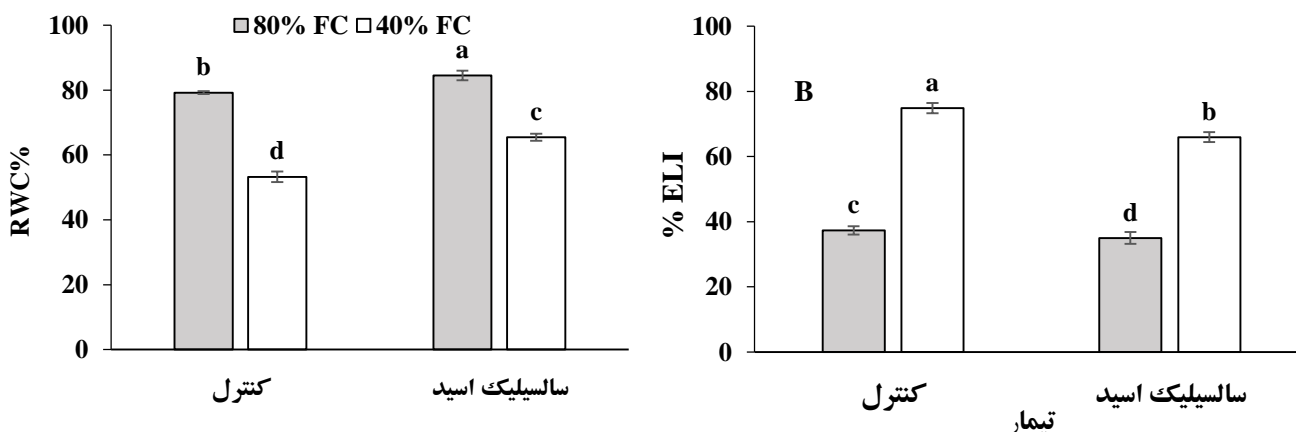 100
80% FC 40% FC
80
60
40
20
0
RWC%
b
d
a
c
کنترل
سالسیلیک اسید
100
80
60
40
20
0
% ELI
B
c
a
d
b
کنترل
سالسیلیک اسید
تیمار